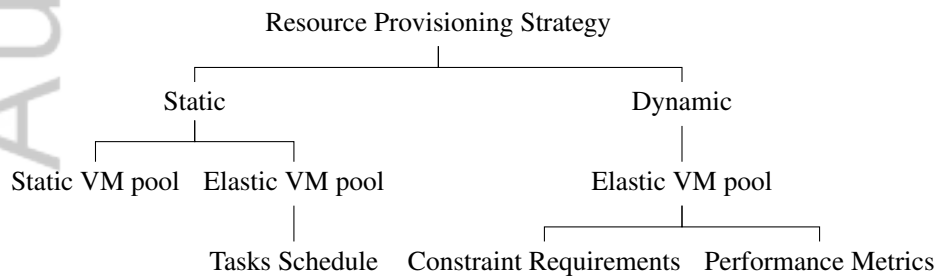 Resource Provisioning Strategy
Static Dynamic
Static VM pool Elastic VM pool Elastic VM pool
Tasks Schedule Constraint Requirements Performance Metrics
Au